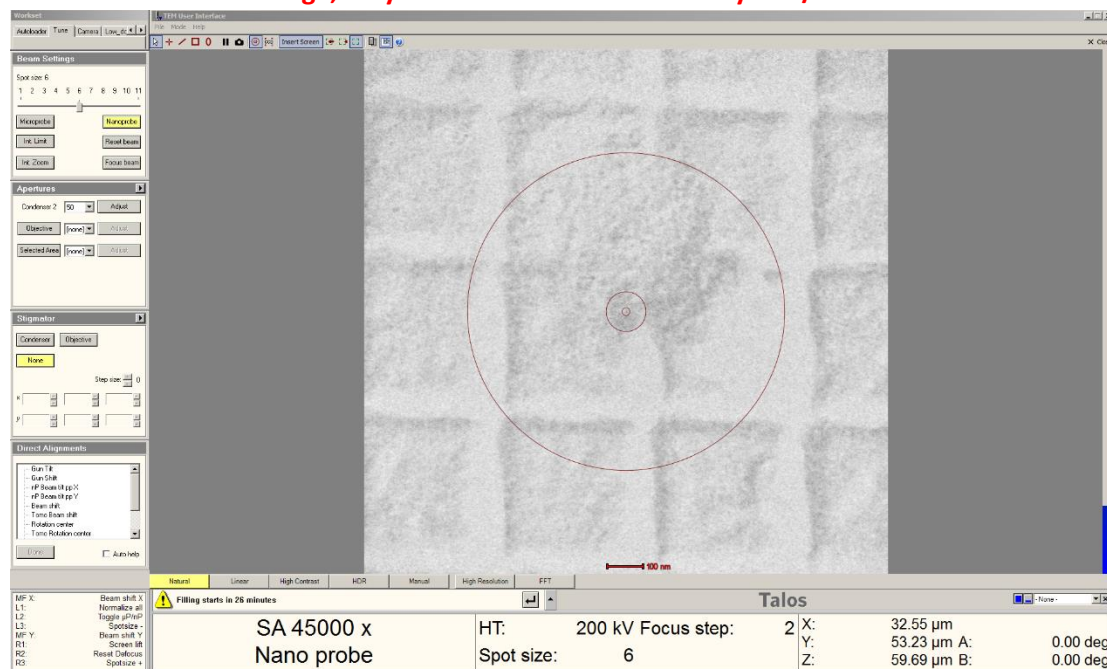 Workset
TEM User Interface
Autoloader Tune Camera Low_do
File Mode Help
Insert Screen
Beam Settings
Spot size: 6
1 2 3 4 5 6 7 8 9 10 11
Microprobe Nanoprobe
Int. Limit Reset beam
Int. Zoom Focus beam
Apertures
Condenser 2: 50 Adjust
Objective [none] Adjust
Selected Area [none] Adjust
Stigmator
Condenser Objective
None
Step size: 0
x
y
Direct Alignments
Gun Tilt
Gun Shift
nP Beam tilt pp X
nP Beam tilt pp Y
Beam shift
Tomo Beam shift
Rotation center
Tomo Rotation center
Done Auto help
100 nm
Natural Linear High Contrast HDR Manual High Resolution FFT
MF X: Beam shift X
L1: Normalize all
L2: Toggle µP/nP
L3: Spotsize -
MF Y: Beam shift Y
R1: Screen lift
R2: Reset Defocus
R3: Spotsize +
Filling starts in 26 minutes
Talos
- None -
SA 45000 x
Nano probe
HT: 200 kV Focus step: 2
Spot size: 6
X: 32.55 µm
Y: 53.23 µm A: 0.00 deg
Z: 59.69 µm B: 0.00 deg